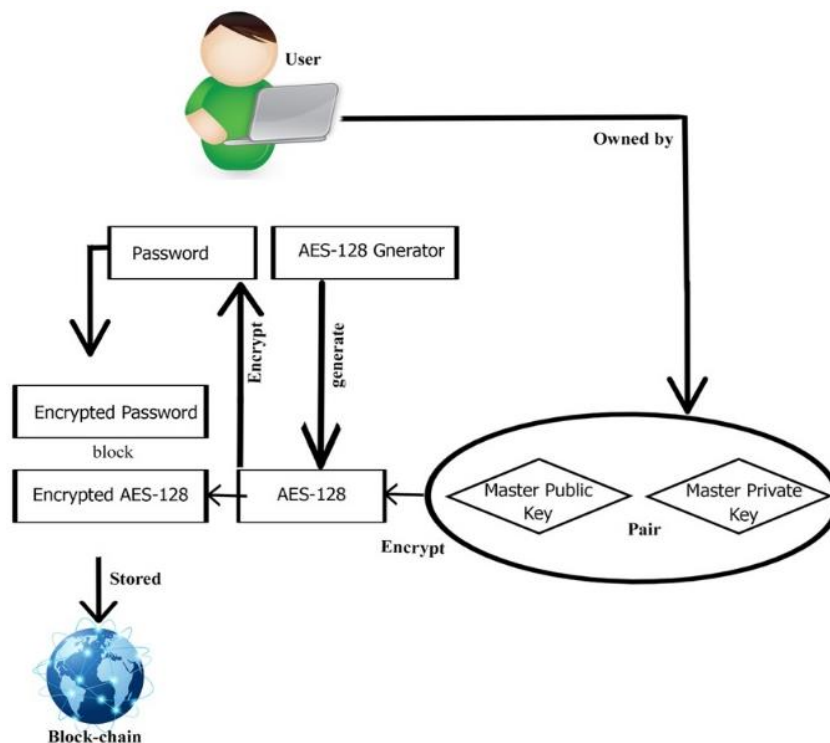 User
Owned by
Password
AES-128 Gnerator
Encrypt
generate
Encrypted Password
block
Encrypted AES-128
AES-128
Master Public
Key
Master Private
Key
Pair
Encrypt
Stored
Block-chain